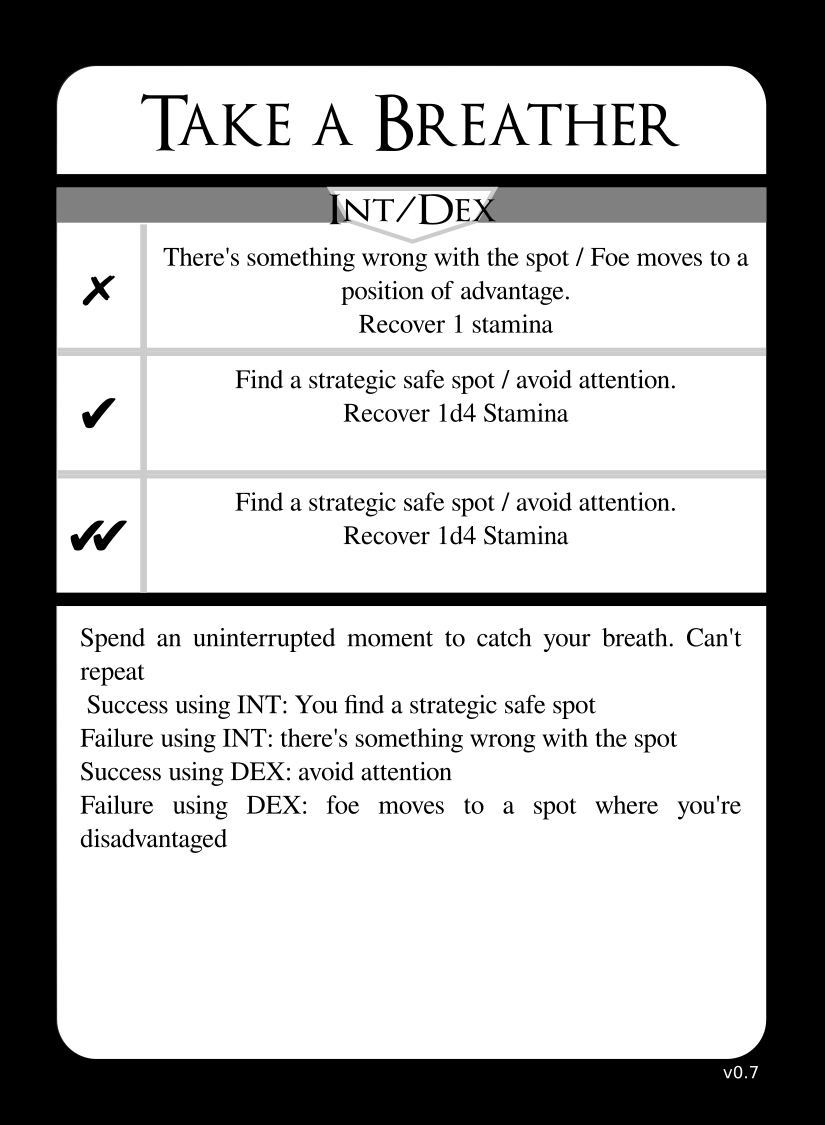 TAKE A BREATHER
INT/DEX
✗
There's something wrong with the spot / Foe moves to a
position of advantage.
Recover 1 stamina
✔
Find a strategic safe spot / avoid attention.
Recover 1d4 Stamina
✔✔
Find a strategic safe spot / avoid attention.
Recover 1d4 Stamina
Spend an uninterrupted moment to catch your breath. Can't
repeat
Success using INT: You find a strategic safe spot
Failure using INT: there's something wrong with the spot
Success using DEX: avoid attention
Failure using DEX: foe moves to a spot where you're
disadvantaged
v0.7